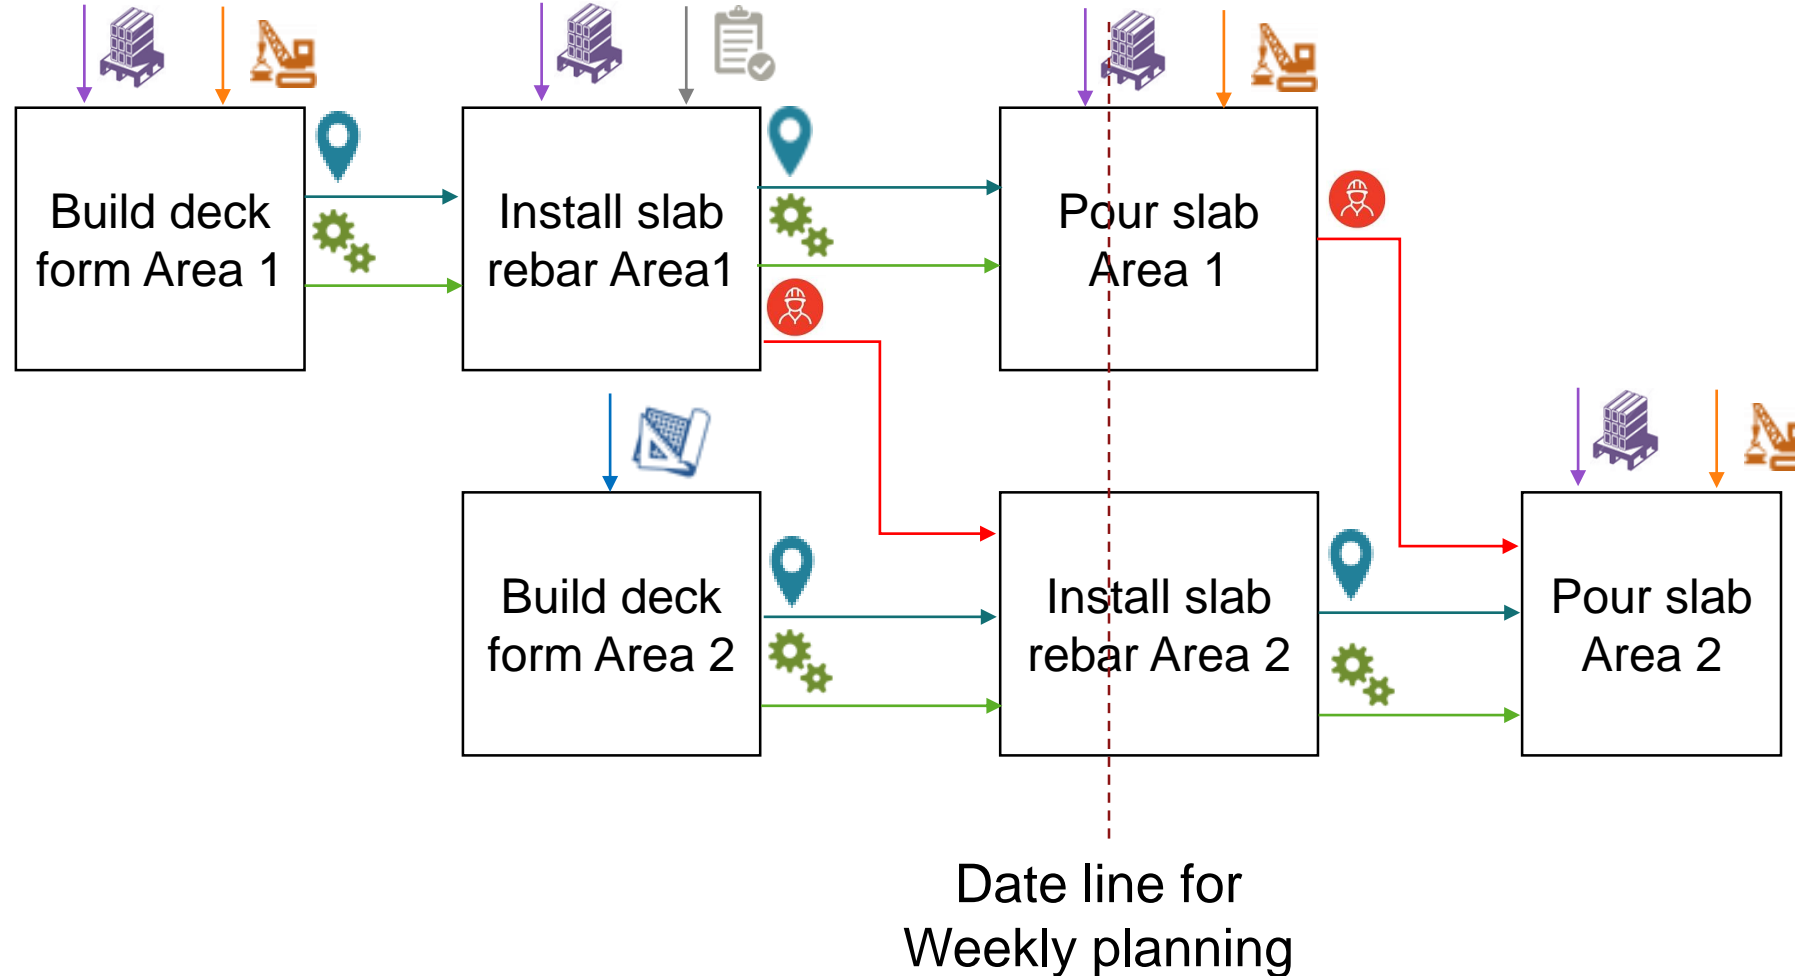 Build deck
form Area 1
Install slab
rebar Area1
Pour slab
Area 1
Build deck
form Area 2
Install slab
rebar Area 2
Pour slab
Area 2
Date line for
Weekly planning